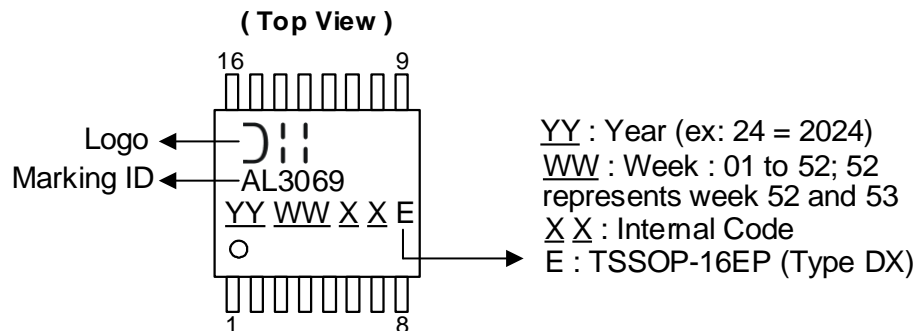 ( Top View )
16 9
Logo
Marking ID
AL3069
YY WW X X E
1 8
YY : Year (ex: 24 = 2024)
WW : Week : 01 to 52; 52
represents week 52 and 53
X X : Internal Code
E : TSSOP-16EP (Type DX)